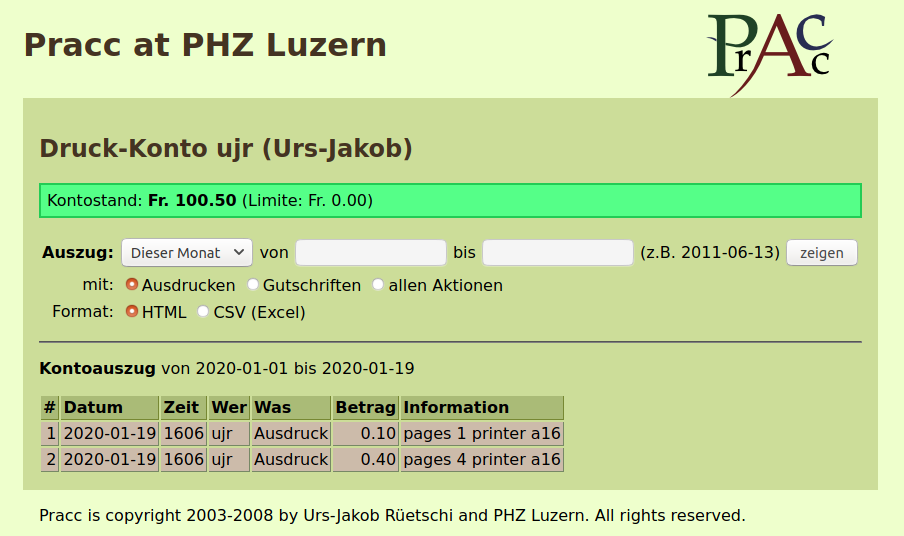 Pracc at PHZ Luzern
PrAcc
Druck-Konto ujr (Urs-Jakob)
Kontostand: Fr. 100.50 (Limite: Fr. 0.00)
Auszug: Dieser Monat von bis (z.B. 2011-06-13) zeigen
mit: Ausdrucken Gutschriften allen Aktionen
Format: HTML CSV (Excel)
Kontoauszug von 2020-01-01 bis 2020-01-19
# Datum Zeit Wer Was Betrag Information
1 2020-01-19 1606 ujr Ausdruck 0.10 pages 1 printer a16
2 2020-01-19 1606 ujr Ausdruck 0.40 pages 4 printer a16
Pracc is copyright 2003-2008 by Urs-Jakob Rüetschi and PHZ Luzern. All rights reserved.